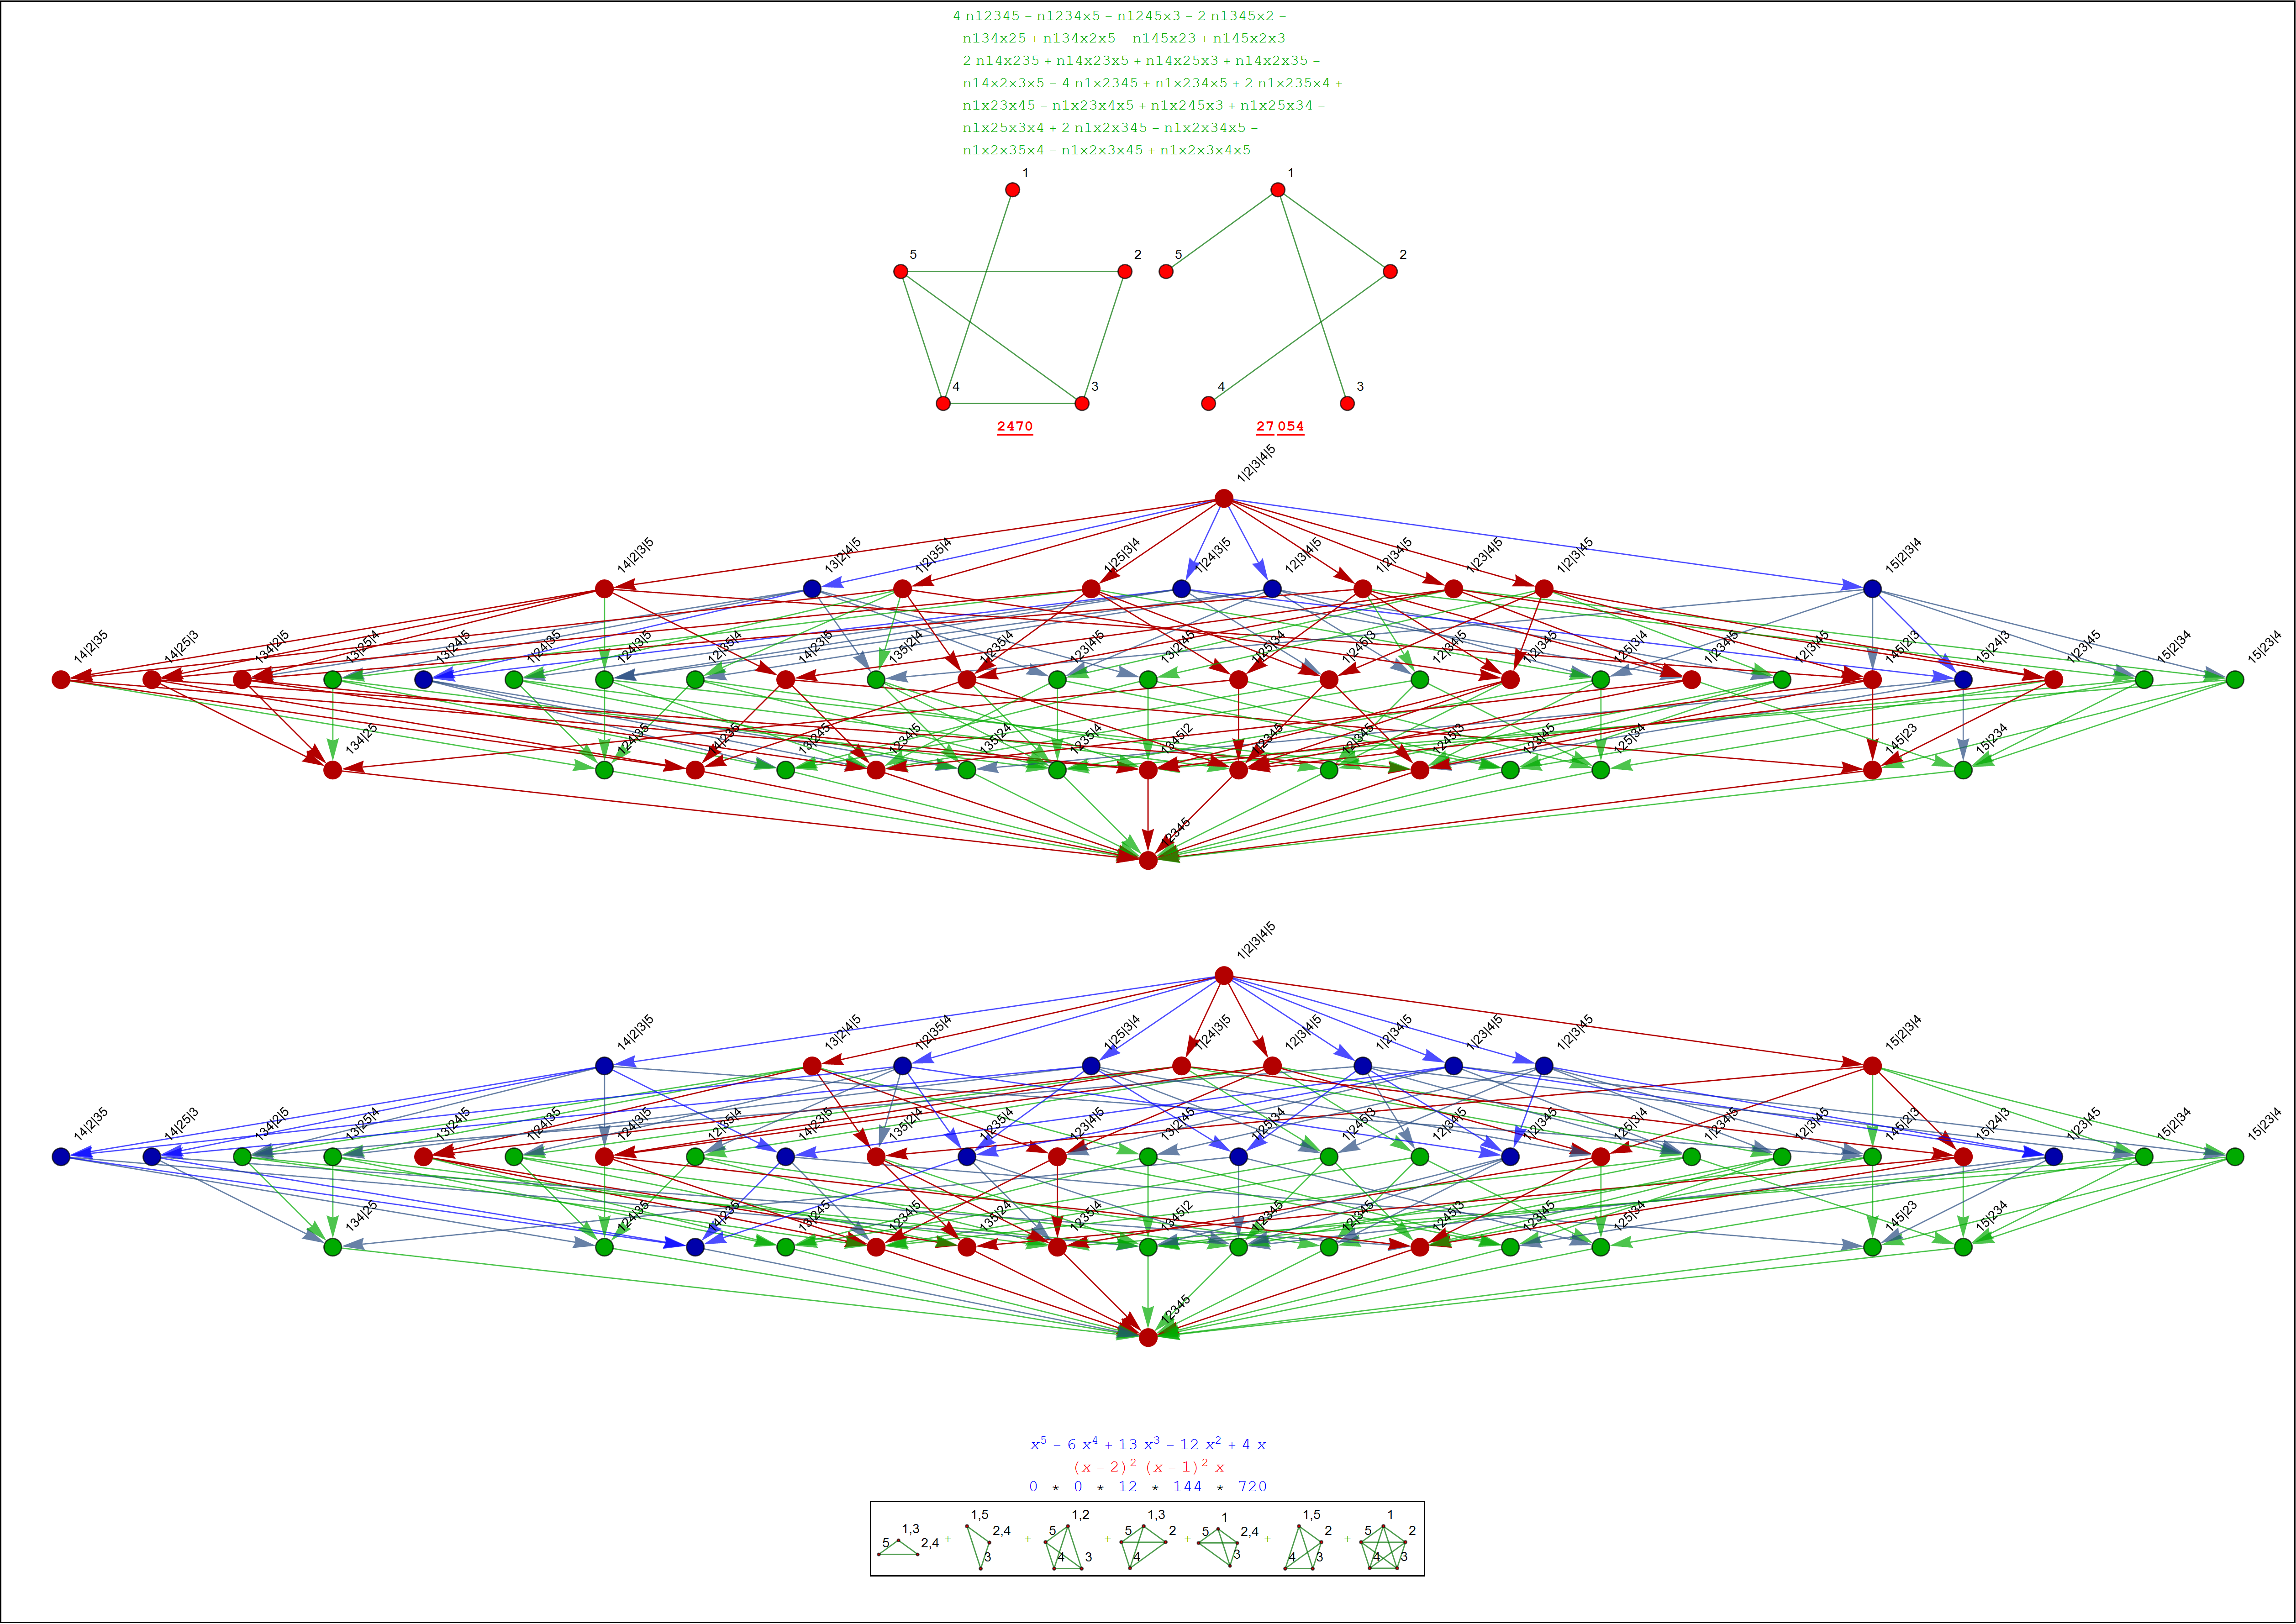 4 n12345 − n1234x5 − n1245x3 − 2 n1345x2 −
n134x25 + n134x2x5 − n145x23 + n145x2x3 −
2 n14x235 + n14x23x5 + n14x25x3 + n14x2x35 −
n14x2x3x5 − 4 n1x2345 + n1x234x5 + 2 n1x235x4 +
n1x23x45 − n1x23x4x5 + n1x245x3 + n1x25x34 −
n1x25x3x4 + 2 n1x2x345 − n1x2x34x5 −
n1x2x35x4 − n1x2x3x45 + n1x2x3x4x5
1 1
5 2 5 2
4 3 4 3
2470 27 054
1|2|3|4|5
14|2|3|5 13|2|4|5 1|2|35|4 1|25|3|4 1|24|3|5 12|3|4|5 1|2|34|5 1|23|4|5 1|2|3|45 15|2|3|4
14|2|35 14|25|3 134|2|5 13|25|4 13|24|5 1|24|35 124|3|5 12|35|4 14|23|5 135|2|4 1|235|4 123|4|5 13|2|45 1|25|34 1|245|3 12|34|5 1|2|345 125|3|4 1|234|5 12|3|45 145|2|3 15|24|3 1|23|45 15|2|34 15|23|4
134|25 124|35 14|235 13|245 1234|5 135|24 1235|4 1345|2 1|2345 12|345 1245|3 123|45 125|34 145|23 15|234
12345
1|2|3|4|5
14|2|3|5 13|2|4|5 1|2|35|4 1|25|3|4 1|24|3|5 12|3|4|5 1|2|34|5 1|23|4|5 1|2|3|45 15|2|3|4
14|2|35 14|25|3 134|2|5 13|25|4 13|24|5 1|24|35 124|3|5 12|35|4 14|23|5 135|2|4 1|235|4 123|4|5 13|2|45 1|25|34 1|245|3 12|34|5 1|2|345 125|3|4 1|234|5 12|3|45 145|2|3 15|24|3 1|23|45 15|2|34 15|23|4
134|25 124|35 14|235 13|245 1234|5 135|24 1235|4 1345|2 1|2345 12|345 1245|3 123|45 125|34 145|23 15|234
12345
x⁵ − 6 x⁴ + 13 x³ − 12 x² + 4 x
(x − 2)² (x − 1)² x
0 * 0 * 12 * 144 * 720
1,3 5 2,4 + 1,5 2,4 3 + 1,2 5 4 3 + 1,3 5 2 4 + 1 5 2,4 3 + 1,5 2 4 3 + 1 5 2 4 3